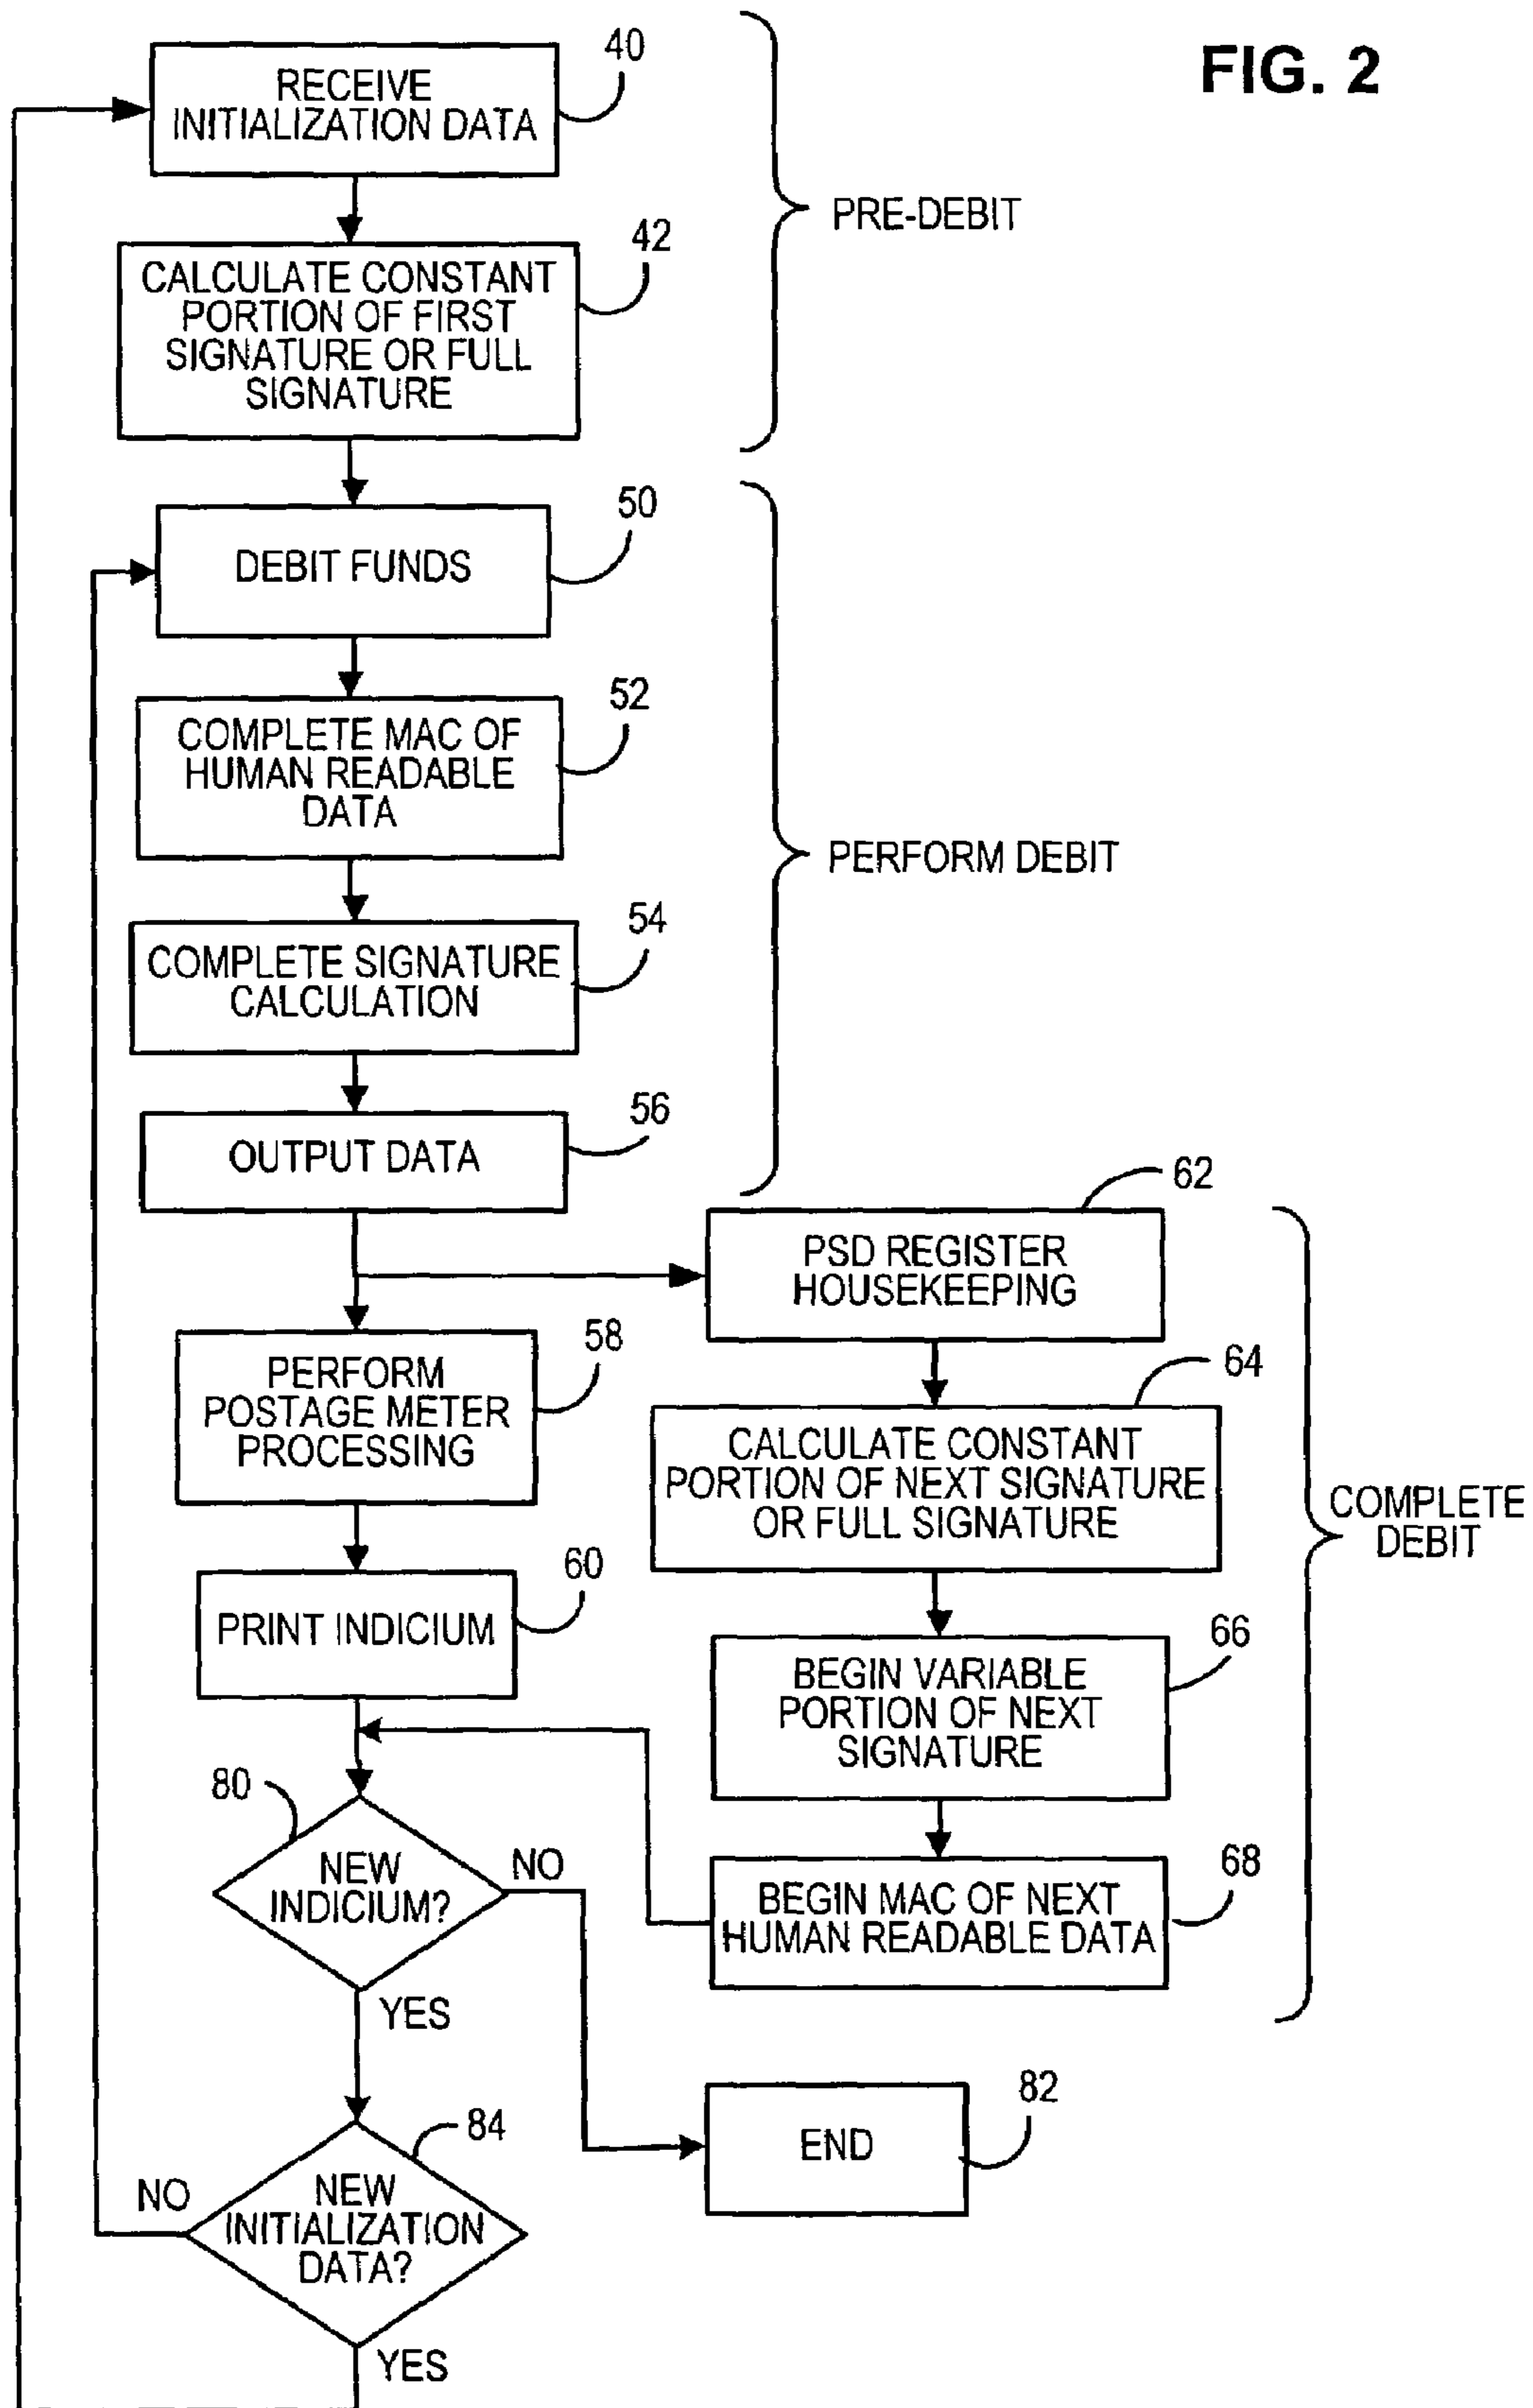 FIG. 2
40
RECEIVE
INITIALIZATION DATA
PRE-DEBIT
42
CALCULATE CONSTANT
PORTION OF FIRST
SIGNATURE OR FULL
SIGNATURE
50
DEBIT FUNDS
52
COMPLETE MAC OF
HUMAN READABLE
DATA
PERFORM DEBIT
54
COMPLETE SIGNATURE
CALCULATION
56
OUTPUT DATA
62
PSD REGISTER
HOUSEKEEPING
58
PERFORM
POSTAGE METER
PROCESSING
64
CALCULATE CONSTANT
PORTION OF NEXT SIGNATURE
OR FULL SIGNATURE
COMPLETE
DEBIT
60
PRINT INDICIUM
66
BEGIN VARIABLE
PORTION OF NEXT
SIGNATURE
80
NEW
INDICIUM?
NO
YES
68
BEGIN MAC OF NEXT
HUMAN READABLE DATA
82
END
84
NEW
INITIALIZATION
DATA?
NO
YES